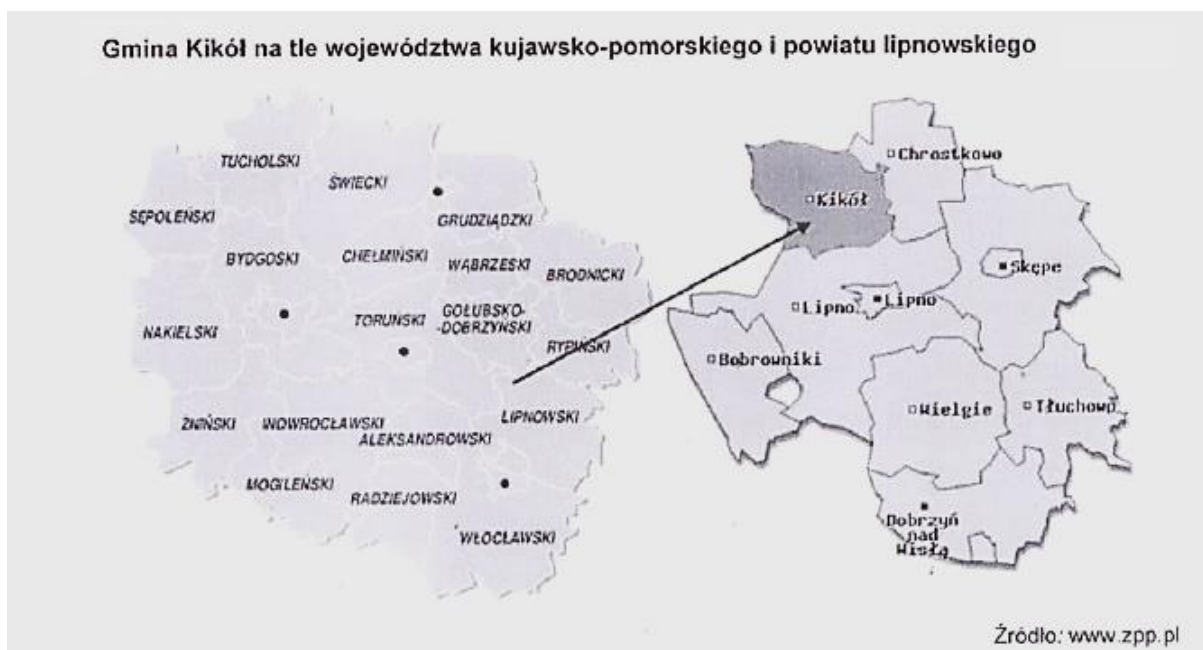 Gmina Kikół na tle województwa kujawsko-pomorskiego i powiatu lipnowskiego
TUCHOLSKI
ŚWIECKI
SĘPOLEŃSKI
GRUDZIĄDZKI
BYDGOSKI
CHEŁMIŃSKI
WĄBRZESKI
BRODNICKI
NAKIELSKI
TORUŃSKI
GOŁUBSKO-
-DOBRZYŃSKI
RYPIŃSKI
ŻNIŃSKI
INOWROCŁAWSKI
ALEKSANDROWSKI
LIPNOWSKI
MOGILEŃSKI
RADZIEJOWSKI
WŁOCŁAWSKI
Chrostkowo
Kikół
Skępe
Lipno
Lipno
Bobrowniki
Wielgie
Tłuchowo
Dobrzyń
nad
Wisłą
Źródło: www.zpp.pl